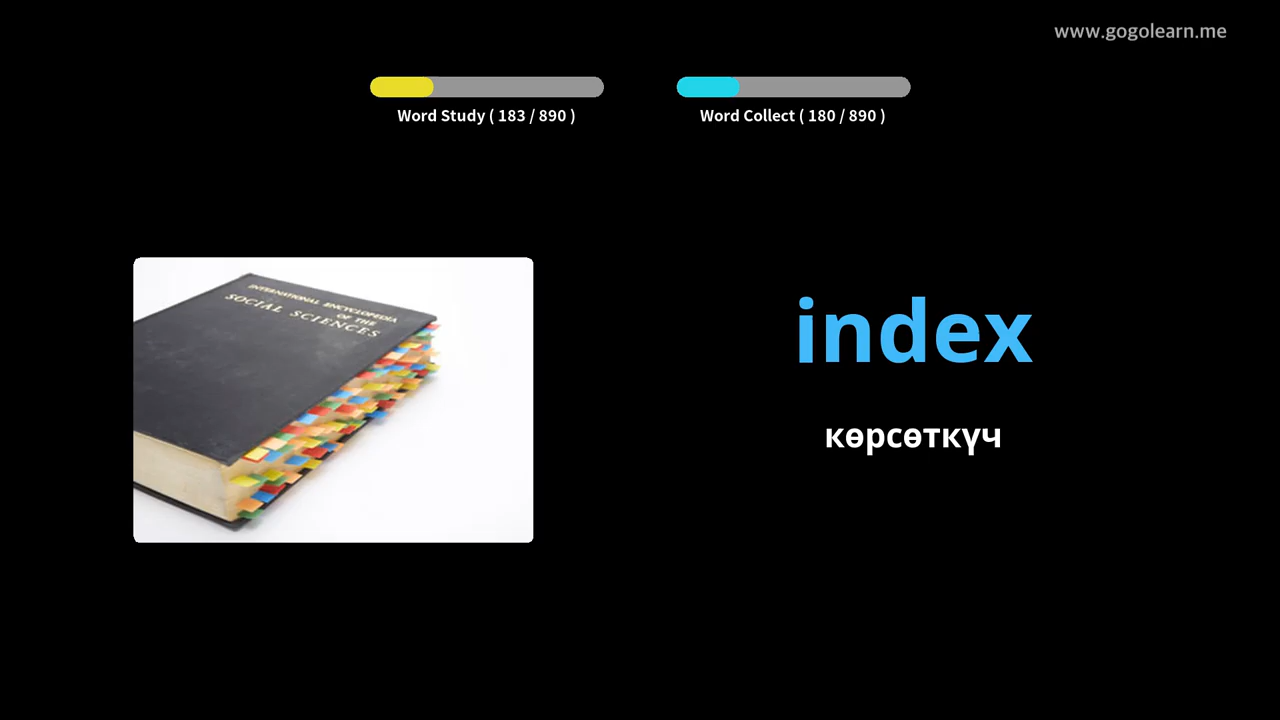 www.gogolearn.me
Word Study ( 183 / 890 )
Word Collect ( 180 / 890 )
INTERNATIONAL ENCYCLOPEDIA
OF THE
SOCIAL SCIENCES
index
көрсөткүч